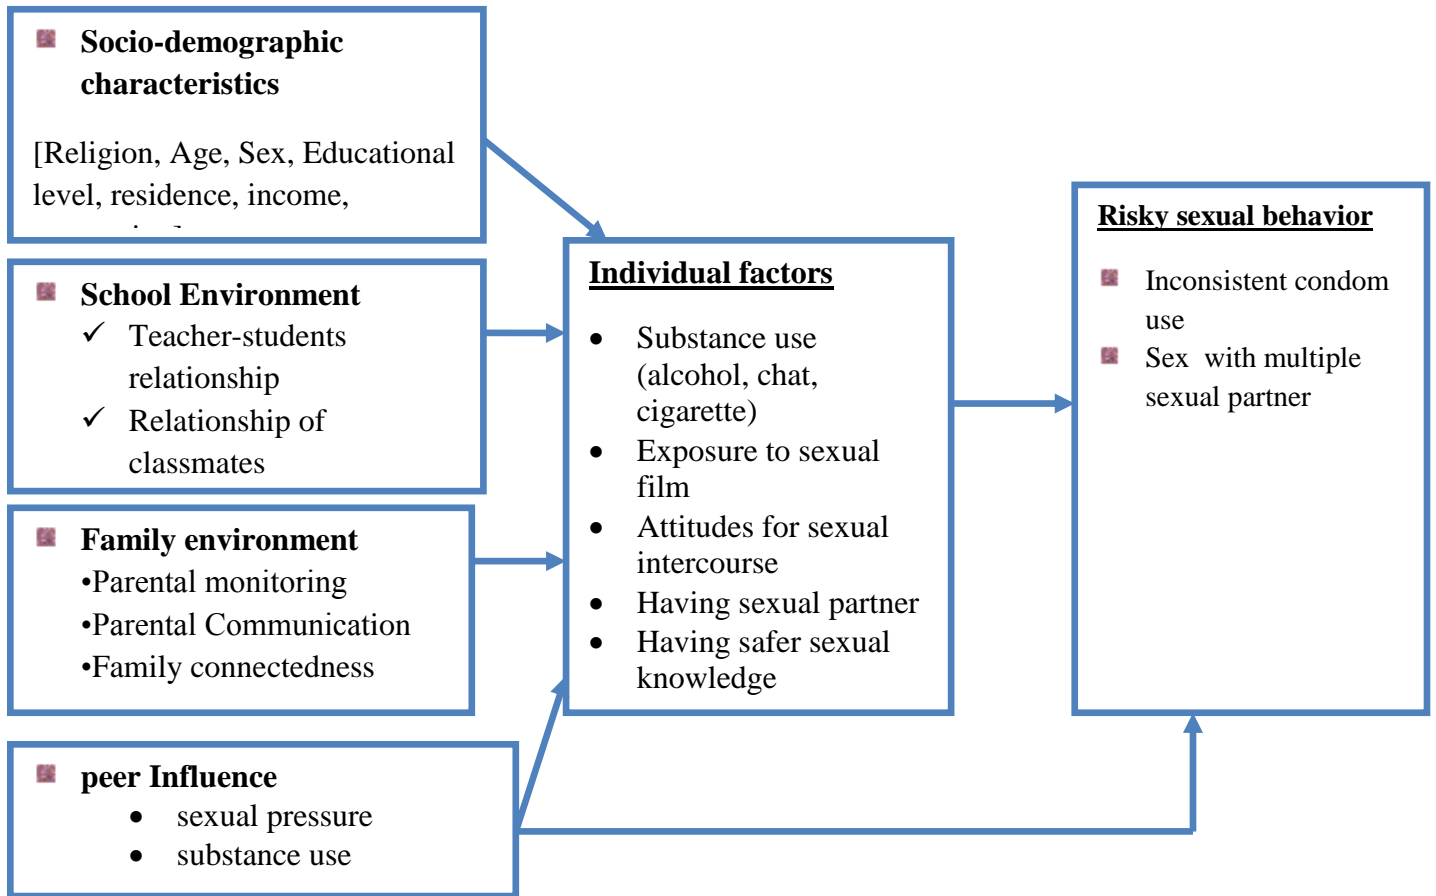 Socio-demographic
characteristics
[Religion, Age, Sex, Educational
level, residence, income,
School Environment
✓ Teacher-students
relationship
✓ Relationship of
classmates
Family environment
•Parental monitoring
•Parental Communication
•Family connectedness
peer Influence
• sexual pressure
• substance use
Individual factors
• Substance use
(alcohol, chat,
cigarette)
• Exposure to sexual
film
• Attitudes for sexual
intercourse
• Having sexual partner
• Having safer sexual
knowledge
Risky sexual behavior
Inconsistent condom
use
Sex with multiple
sexual partner